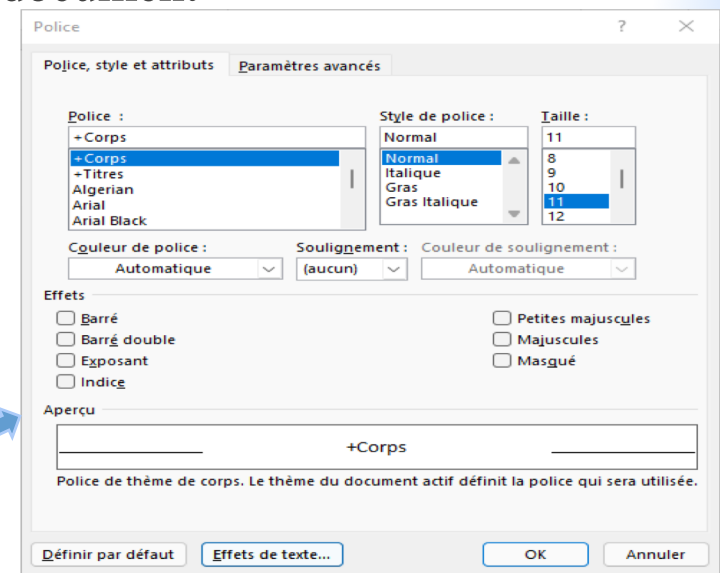 Police ? ×
Police, style et attributs Paramètres avancés
Police : Style de police : Taille :
+Corps Normal 11
+Corps Normal 8
+Titres Italique 9
Algerian Gras 10
Arial Gras Italique 11
Arial Black 12
Couleur de police : Soulignement : Couleur de soulignement :
Automatique (aucun) Automatique
Effets
Barré Petites majuscules
Barré double Majuscules
Exposant Masqué
Indice
Aperçu
+Corps
Police de thème de corps. Le thème du document actif définit la police qui sera utilisée.
Définir par défaut Effets de texte... OK Annuler